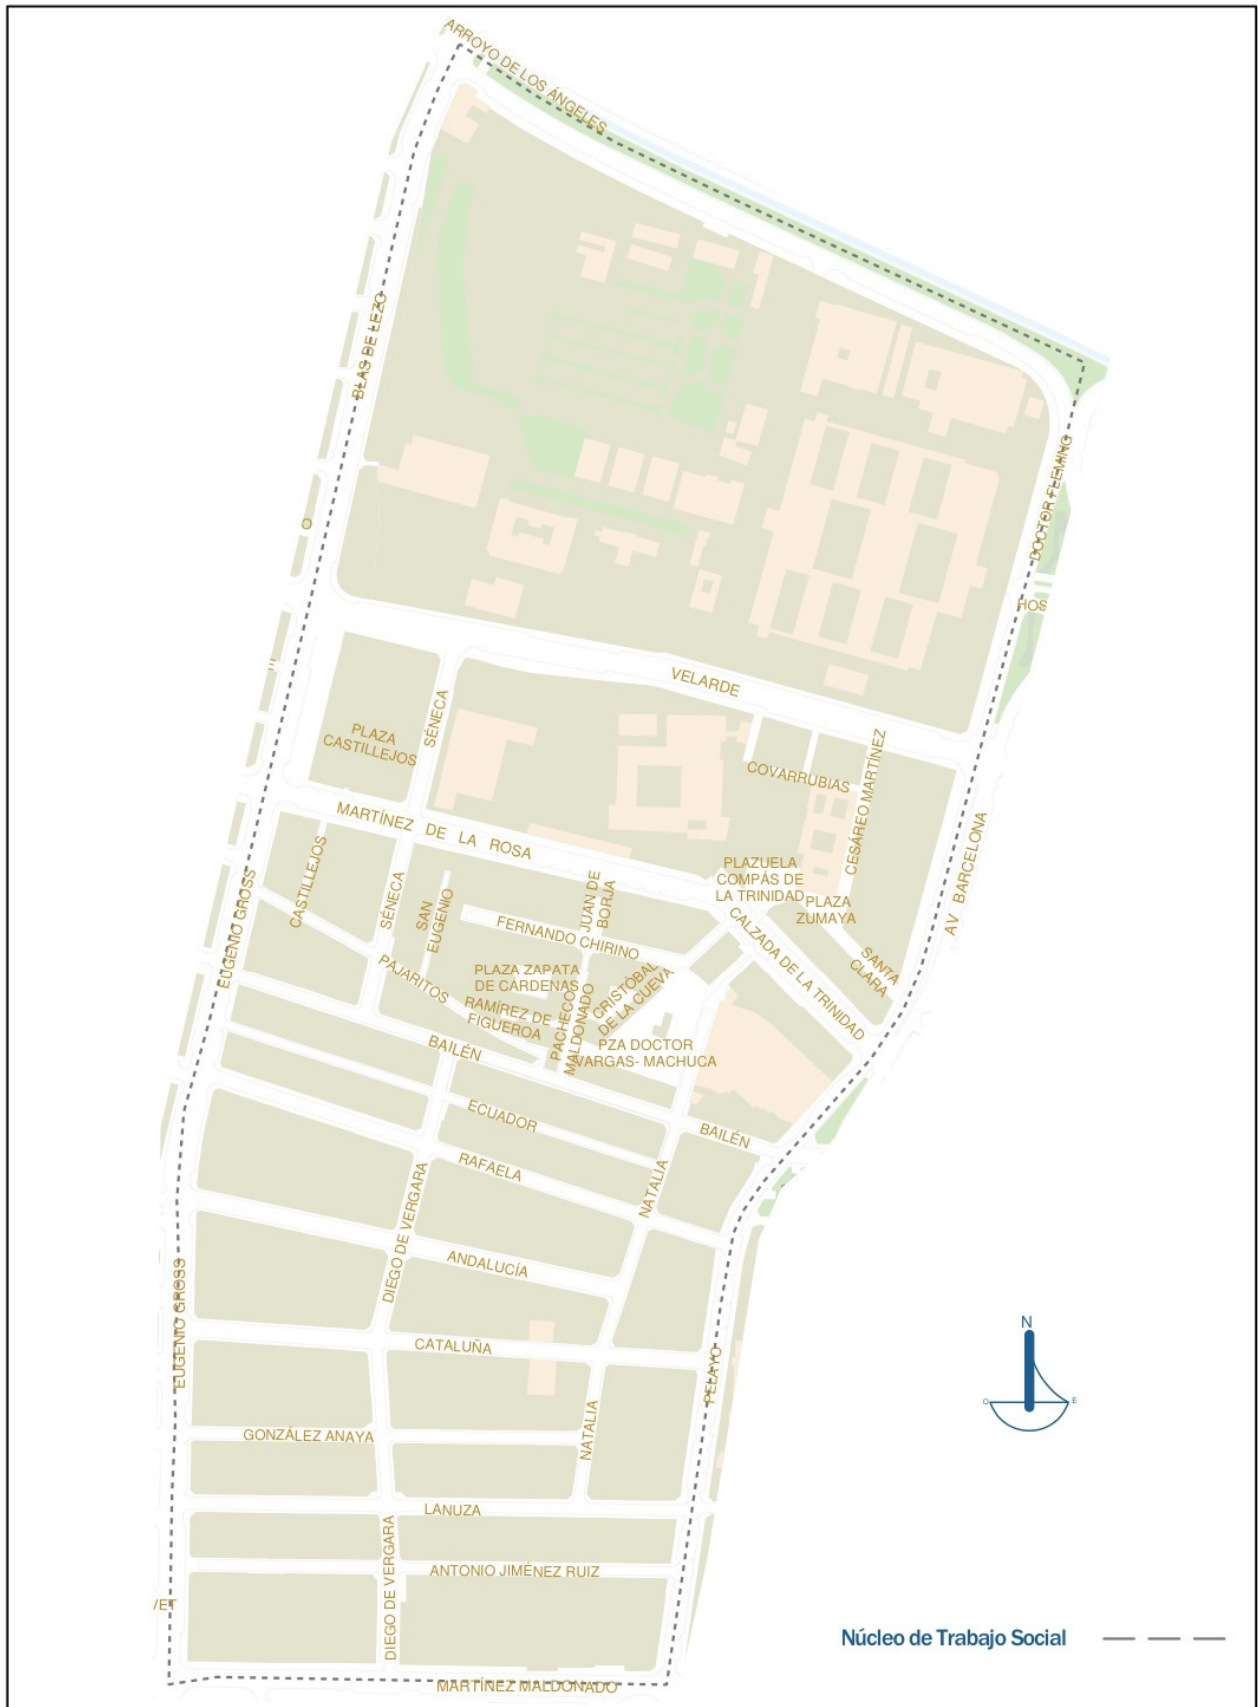 ARROYO DE LOS ÁNGELES
BLAS DE LEZO
DOCTOR FLEMING
O
HOS
VELARDE
SÉNECA
PLAZA
CASTILLEJOS
COVARRUBIAS
CESÁREO MARTÍNEZ
MARTÍNEZ DE LA ROSA
AV BARCELONA
CASTILLEJOS
SÉNECA
SAN
EUGENIO
JUAN DE
BORJA
PLAZUELA
COMPÁS DE
LA TRINIDAD
PLAZA
ZUMAYA
EUGENIO GROSS
FERNANDO CHIRINO
CALZADA DE LA TRINIDAD
SANTA
CLARA
PAJARITOS
PLAZA ZAPATA
DE CÁRDENAS
CRISTÓBAL
DE LA CUEVA
RAMÍREZ DE
FIGUEROA
PACHECO
MALDONADO
PZA DOCTOR
VARGAS- MACHUCA
BAILÉN
ECUADOR
BAILÉN
RAFAELA
NATALIA
DIEGO DE VERGARA
ANDALUCÍA
EUGENIO GROSS
CATALUÑA
PELAYO
GONZÁLEZ ANAYA
NATALIA
LANUZA
DIEGO DE VERGARA
ANTONIO JIMÉNEZ RUIZ
VET
MARTÍNEZ MALDONADO
N
O
E
Núcleo de Trabajo Social